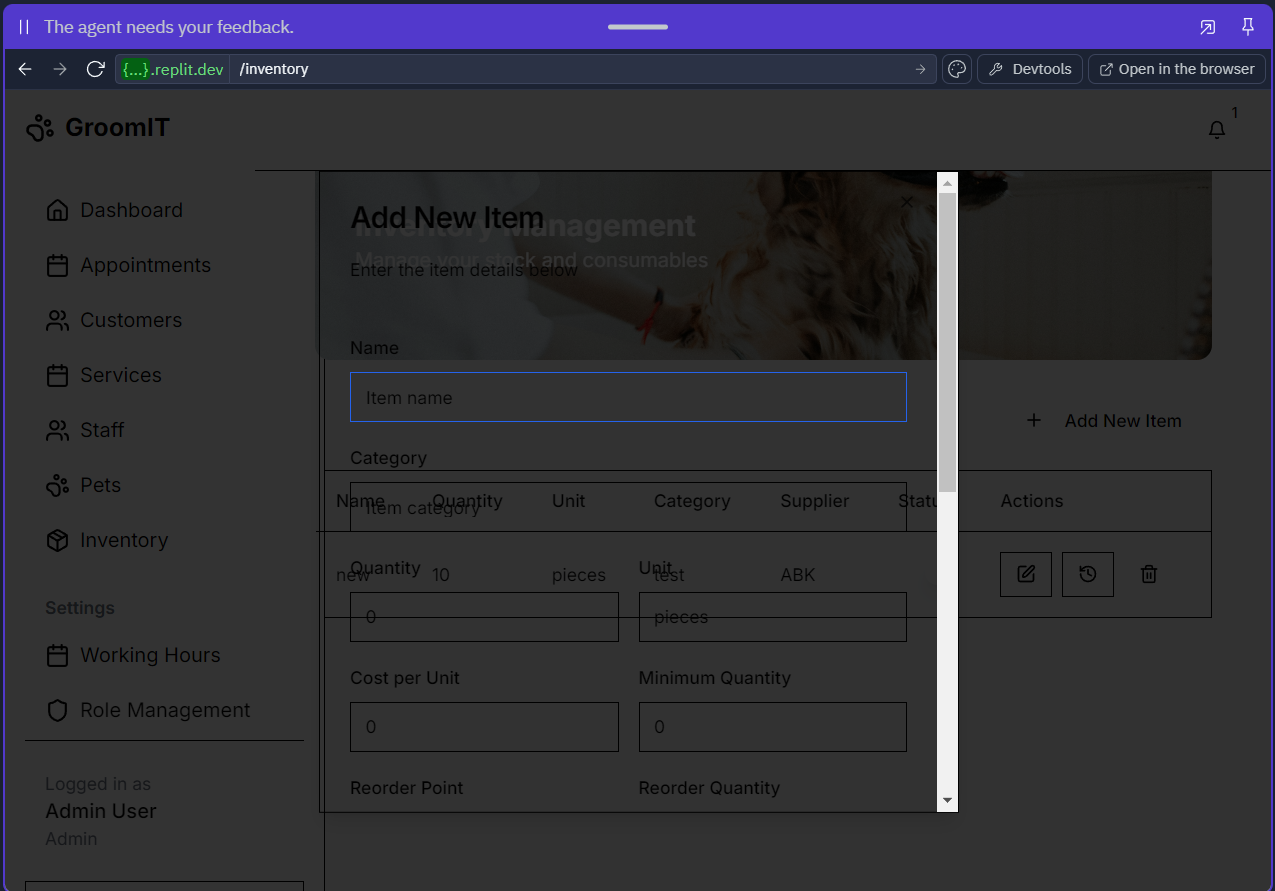 The agent needs your feedback.
{...}.replit.dev /inventory
Devtools
Open in the browser
GroomIT
1
Dashboard
Appointments
Customers
Services
Staff
Pets
Inventory
Settings
Working Hours
Role Management
Logged in as
Admin User
Admin
Inventory Management
Manage your stock and consumables
Add New Item
Name Quantity Unit Category Supplier Statu Actions
new 10 pieces test ABK
Add New Item
Enter the item details below
Name
Item name
Category
Item category
Quantity Unit
0 pieces
Cost per Unit Minimum Quantity
0 0
Reorder Point Reorder Quantity